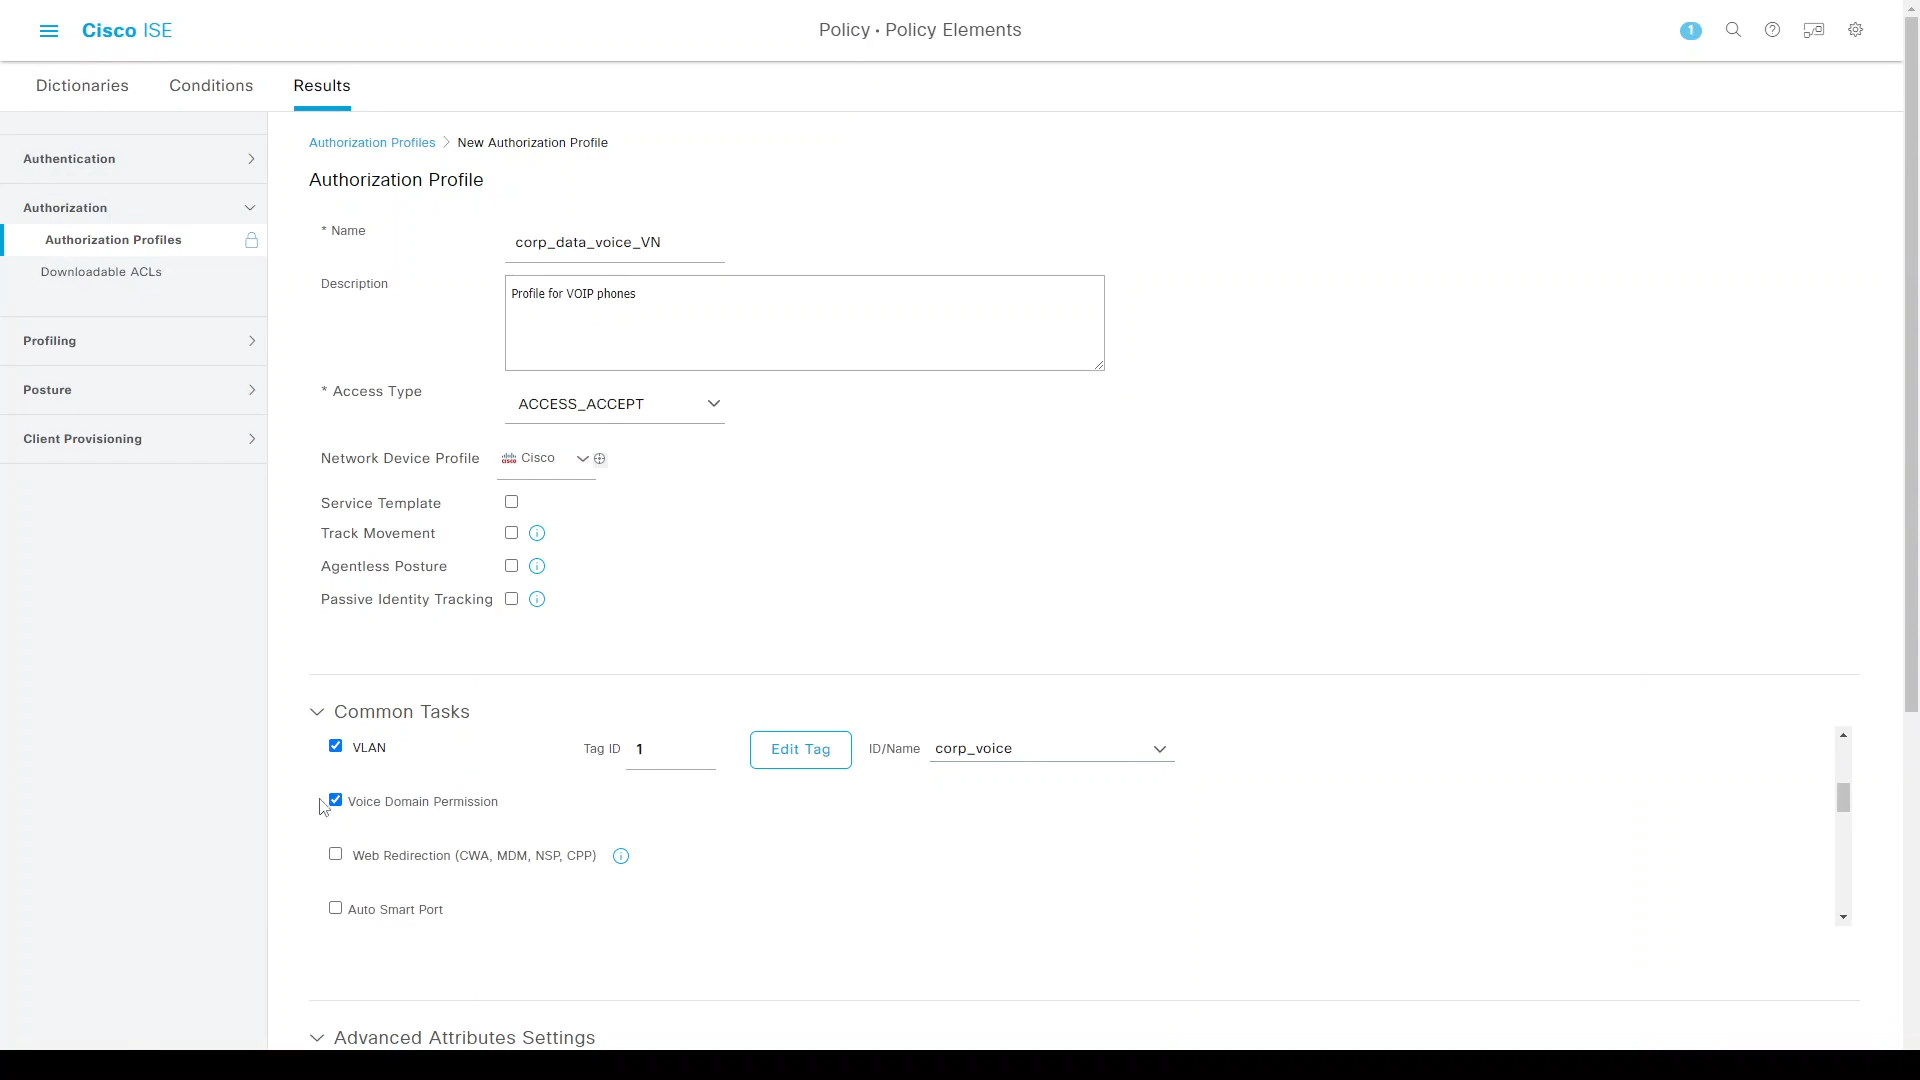 Cisco ISE
Policy • Policy Elements
1
Dictionaries
Conditions
Results
Authentication
Authorization
Authorization Profiles
Downloadable ACLs
Profiling
Posture
Client Provisioning
Authorization Profiles > New Authorization Profile
Authorization Profile
* Name
corp_data_voice_VN
Description
Profile for VOIP phones
* Access Type
ACCESS_ACCEPT
Network Device Profile
cisco Cisco
Service Template
Track Movement
Agentless Posture
Passive Identity Tracking
Common Tasks
VLAN
Tag ID 1
Edit Tag
ID/Name corp_voice
Voice Domain Permission
Web Redirection (CWA, MDM, NSP, CPP)
Auto Smart Port
Advanced Attributes Settings